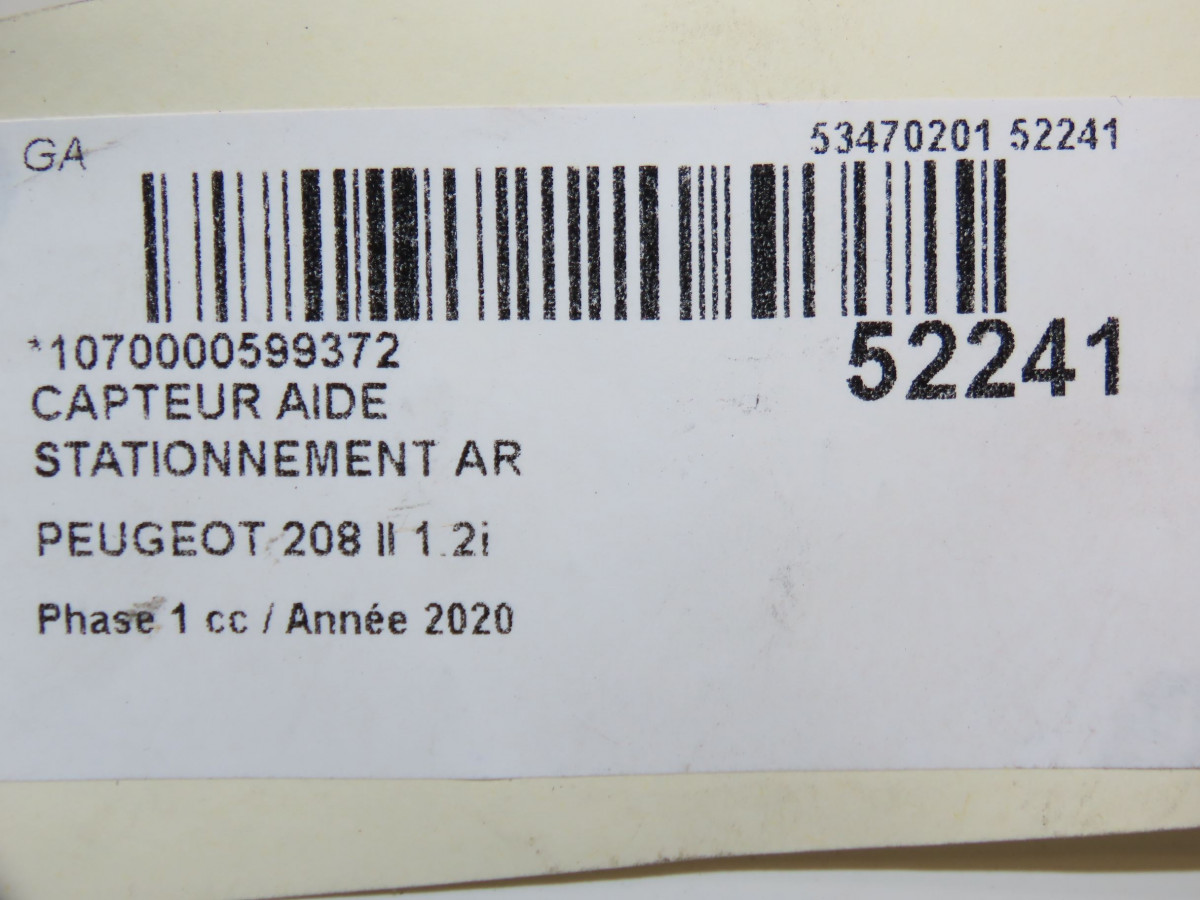 GA
53470201 52241
*1070000599372
52241
CAPTEUR AIDE
STATIONNEMENT AR
PEUGEOT 208 II 1.2i
Phase 1 cc / Année 2020